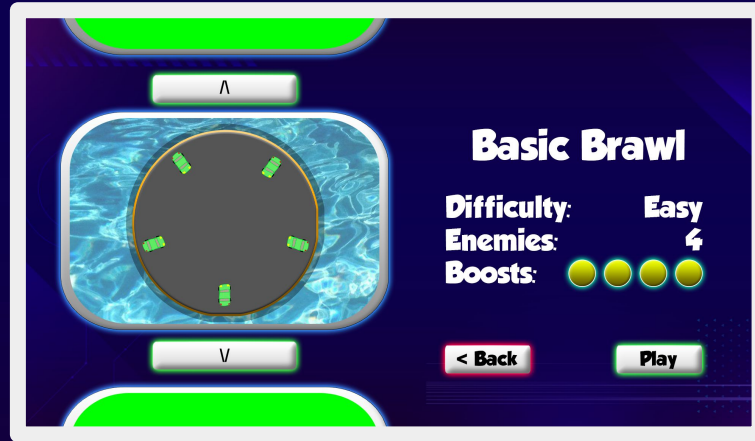 /\
\/
Basic Brawl
Difficulty: Easy
Enemies: 4
Boosts:
< Back
Play